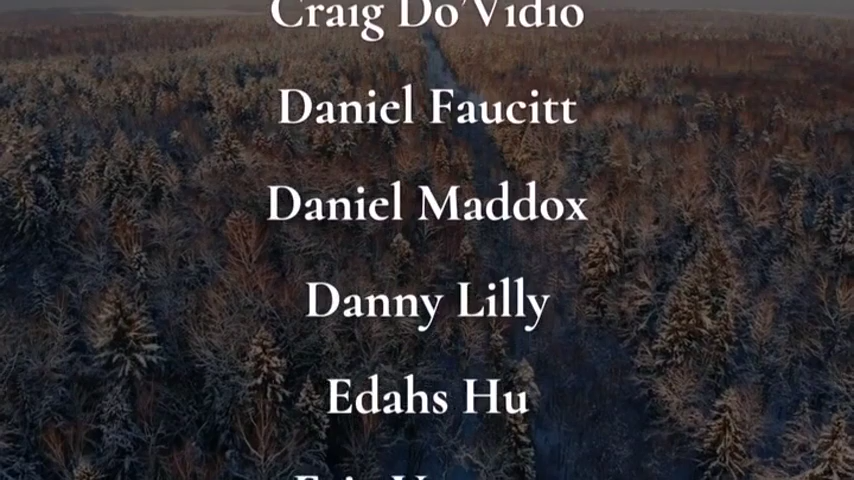 Craig Do'Vidio
Daniel Faucitt
Daniel Maddox
Danny Lilly
Edahs Hu